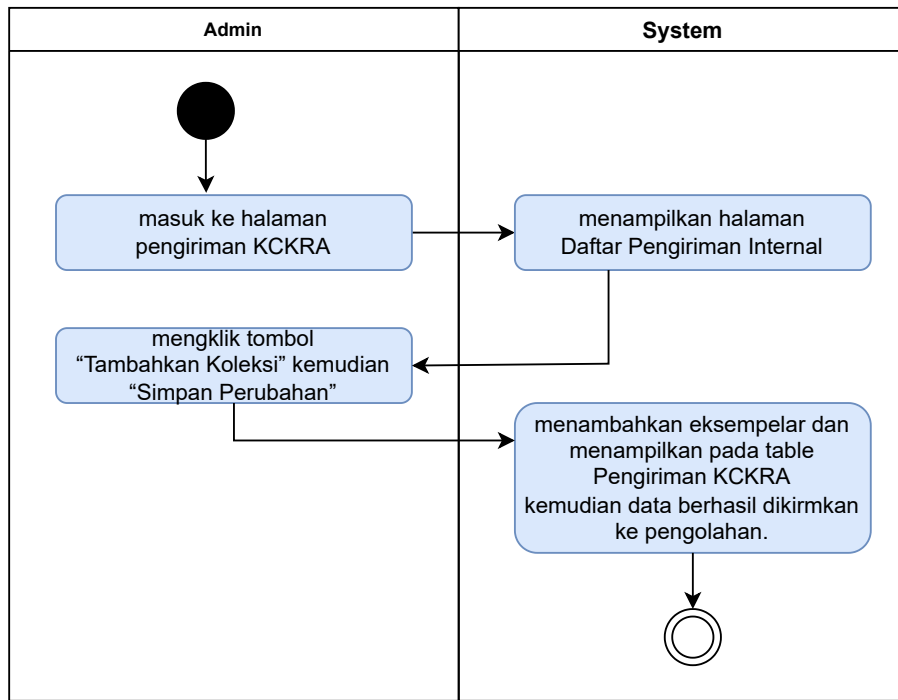 Admin
System
masuk ke halaman
pengiriman KCKRA
menampilkan halaman
Daftar Pengiriman Internal
mengklik tombol
“Tambahkan Koleksi” kemudian
“Simpan Perubahan”
menambahkan eksempelar dan
menampilkan pada table
Pengiriman KCKRA
kemudian data berhasil dikirmkan
ke pengolahan.